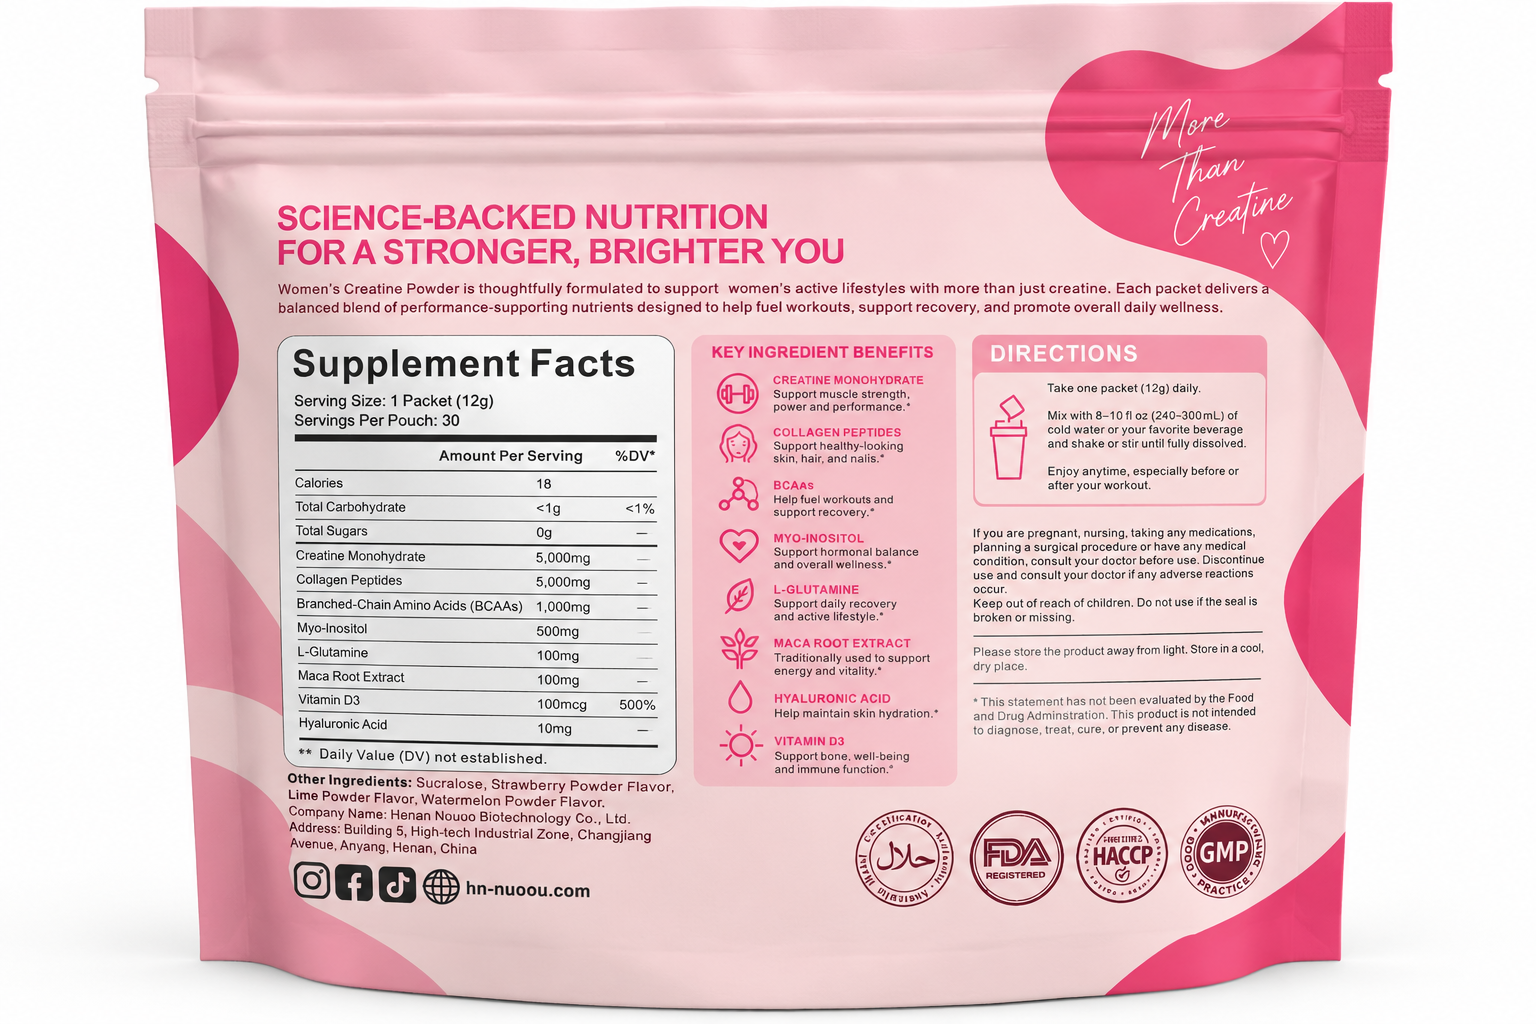 More
Than
Creatine
SCIENCE-BACKED NUTRITION
FOR A STRONGER, BRIGHTER YOU
Women's Creatine Powder is thoughtfully formulated to support women's active lifestyles with more than just creatine. Each packet delivers a
balanced blend of performance-supporting nutrients designed to help fuel workouts, support recovery, and promote overall daily wellness.
Supplement Facts
Serving Size: 1 Packet (12g)
Servings Per Pouch: 30
Amount Per Serving %DV*
Calories 18
Total Carbohydrate <1g <1%
Total Sugars 0g —
Creatine Monohydrate 5,000mg —
Collagen Peptides 5,000mg —
Branched-Chain Amino Acids (BCAAs) 1,000mg —
Myo-Inositol 500mg —
L-Glutamine 100mg —
Maca Root Extract 100mg —
Vitamin D3 100mcg 500%
Hyaluronic Acid 10mg —
** Daily Value (DV) not established.
Other Ingredients: Sucralose, Strawberry Powder Flavor,
Lime Powder Flavor, Watermelon Powder Flavor.
Company Name: Henan Nouoo Biotechnology Co., Ltd.
Address: Building 5, High-tech Industrial Zone, Changjiang
Avenue, Anyang, Henan, China
hn-nuoou.com
KEY INGREDIENT BENEFITS
CREATINE MONOHYDRATE
Support muscle strength,
power and performance.*
COLLAGEN PEPTIDES
Support healthy-looking
skin, hair, and nails.*
BCAAs
Help fuel workouts and
support recovery.*
MYO-INOSITOL
Support hormonal balance
and overall wellness.*
L-GLUTAMINE
Support daily recovery
and active lifestyle.*
MACA ROOT EXTRACT
Traditionally used to support
energy and vitality.*
HYALURONIC ACID
Help maintain skin hydration.*
VITAMIN D3
Support bone, well-being
and immune function.*
DIRECTIONS
Take one packet (12g) daily.
Mix with 8–10 fl oz (240–300mL) of
cold water or your favorite beverage
and shake or stir until fully dissolved.
Enjoy anytime, especially before or
after your workout.
If you are pregnant, nursing, taking any medications,
planning a surgical procedure or have any medical
condition, consult your doctor before use. Discontinue
use and consult your doctor if any adverse reactions
occur.
Keep out of reach of children. Do not use if the seal is
broken or missing.
Please store the product away from light. Store in a cool,
dry place.
* This statement has not been evaluated by the Food
and Drug Adminstration. This product is not intended
to diagnose, treat, cure, or prevent any disease.
حلال
FDA
REGISTERED
HACCP
GMP
PRACTICE